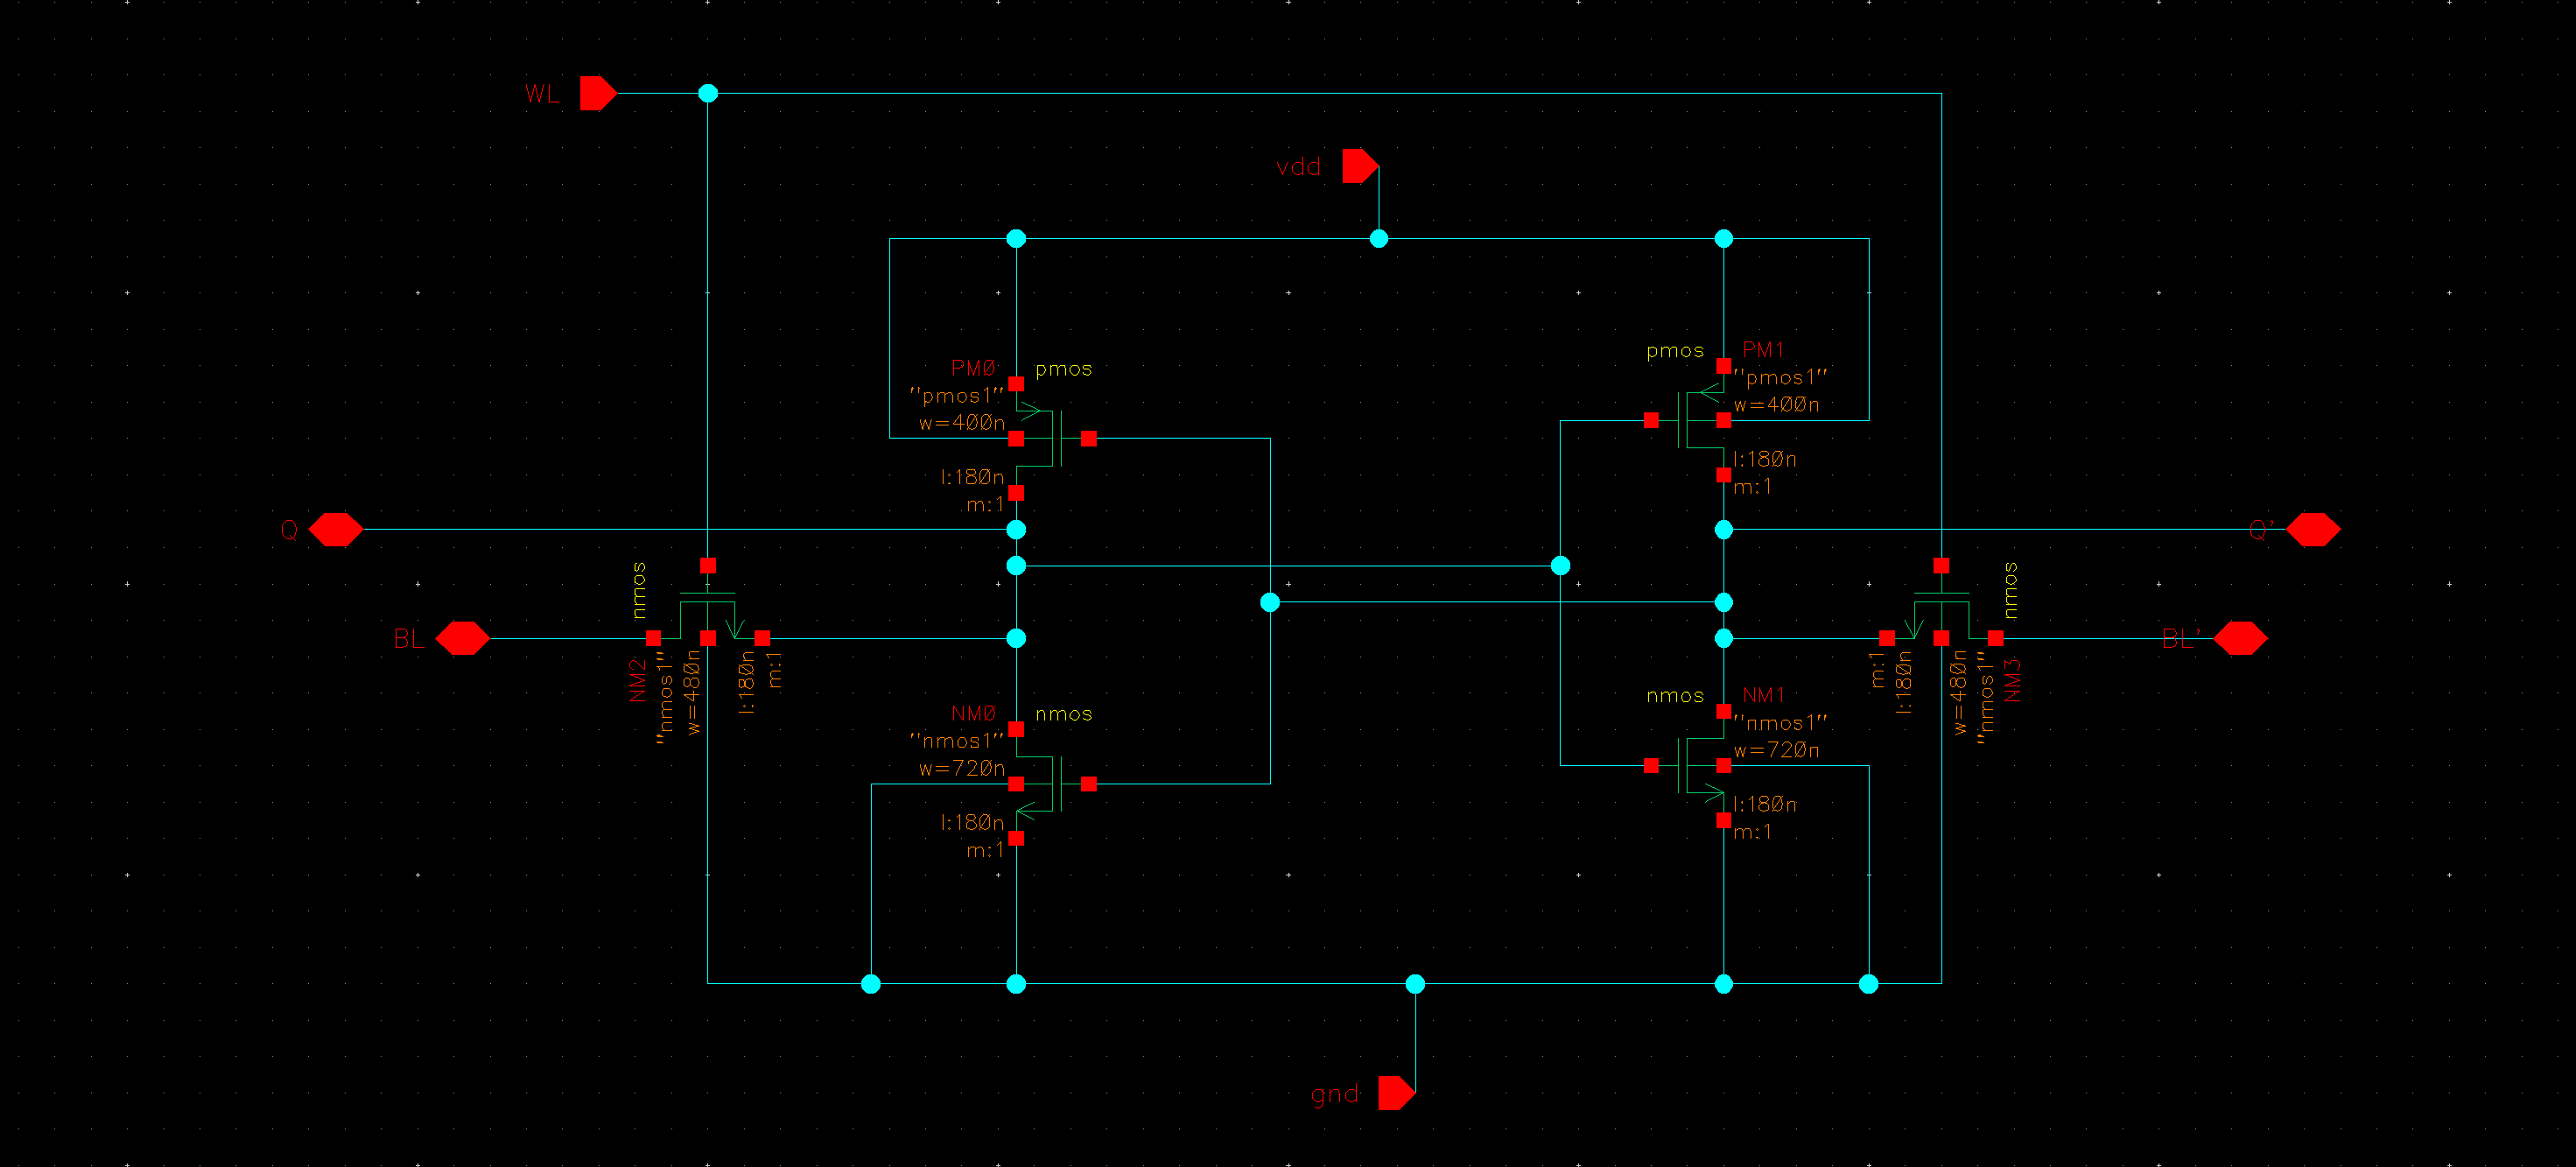 WL
vdd
PM0 pmos
"pmos1"
w=400n
l:180n
m:1
pmos PM1
"pmos1"
w=400n
l:180n
m:1
Q
Q'
nmos
BL
NM2
"nmos1"
w=480n
l:180n
m:1
nmos
BL'
m:1
l:180n
w=480n
"nmos1"
NM3
NM0 nmos
"nmos1"
w=720n
l:180n
m:1
nmos NM1
"nmos1"
w=720n
l:180n
m:1
gnd